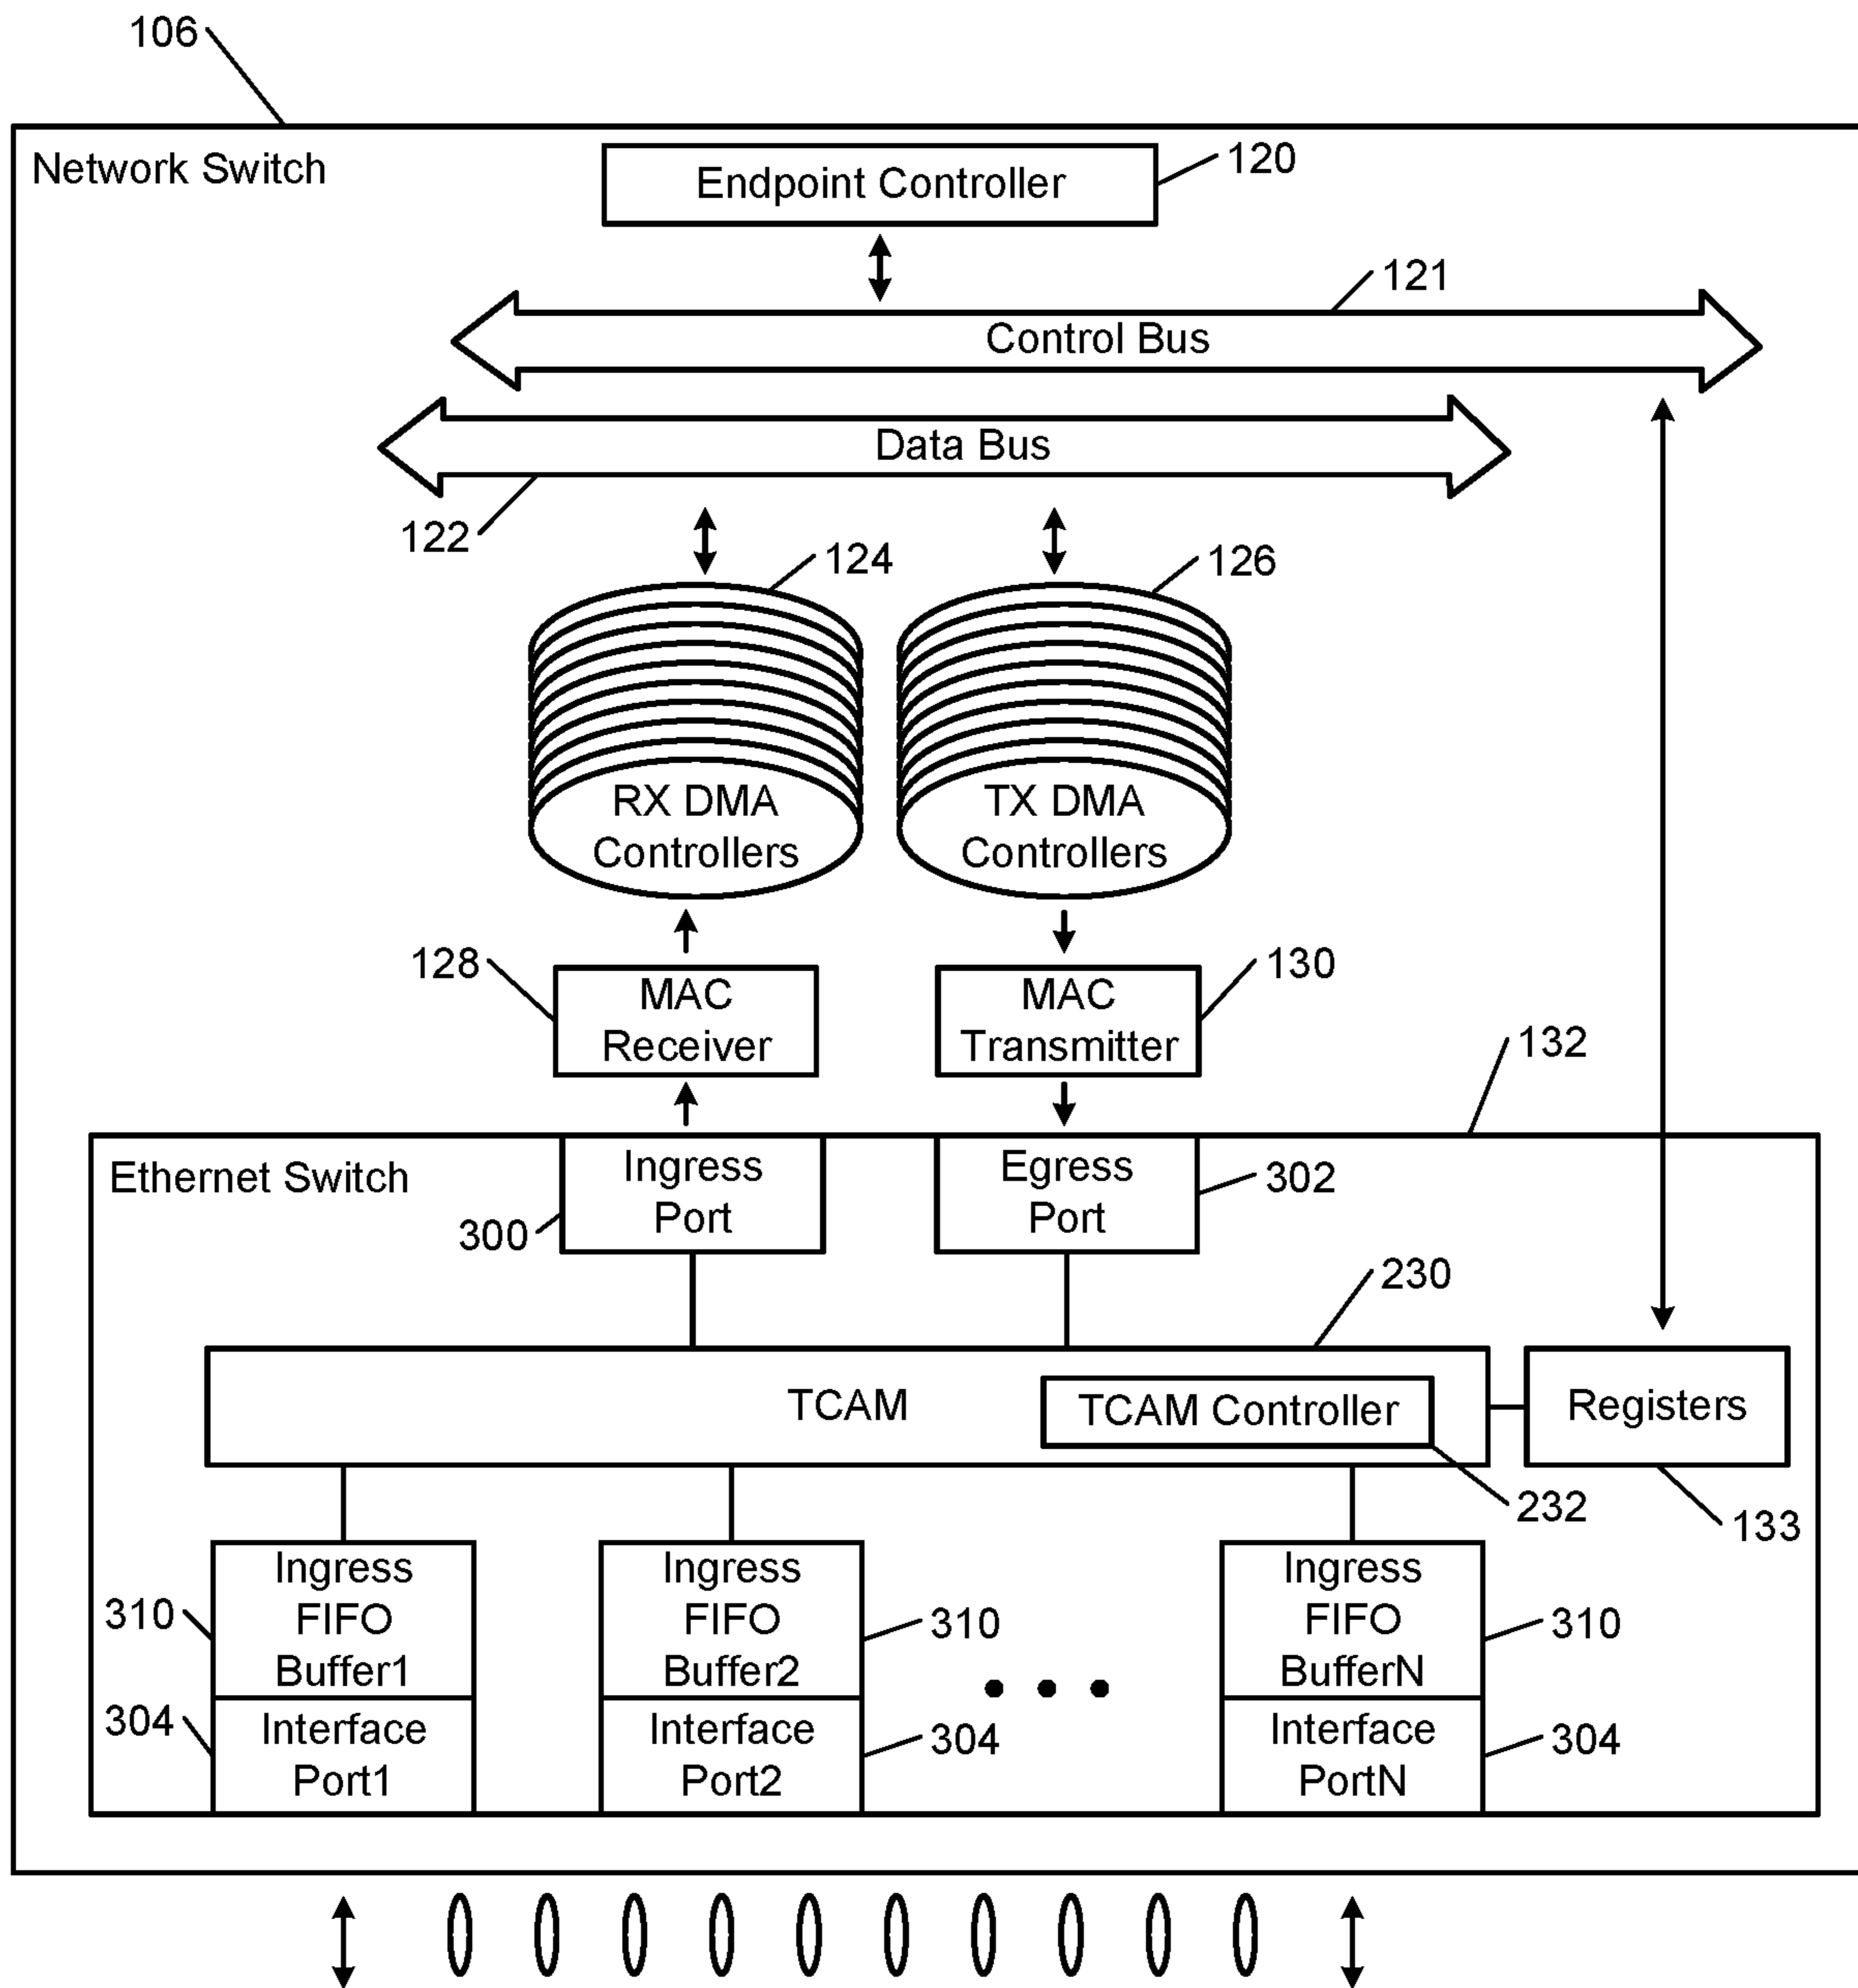 106
Network Switch
Endpoint Controller
120
121
Control Bus
Data Bus
122
124
126
RX DMA
Controllers
TX DMA
Controllers
128
MAC
Receiver
MAC
Transmitter
130
132
Ethernet Switch
Ingress
Port
300
Egress
Port
302
230
TCAM
TCAM Controller
Registers
232
133
310
Ingress
FIFO
Buffer1
304
Interface
Port1
Ingress
FIFO
Buffer2
310
Interface
Port2
304
Ingress
FIFO
BufferN
310
Interface
PortN
304